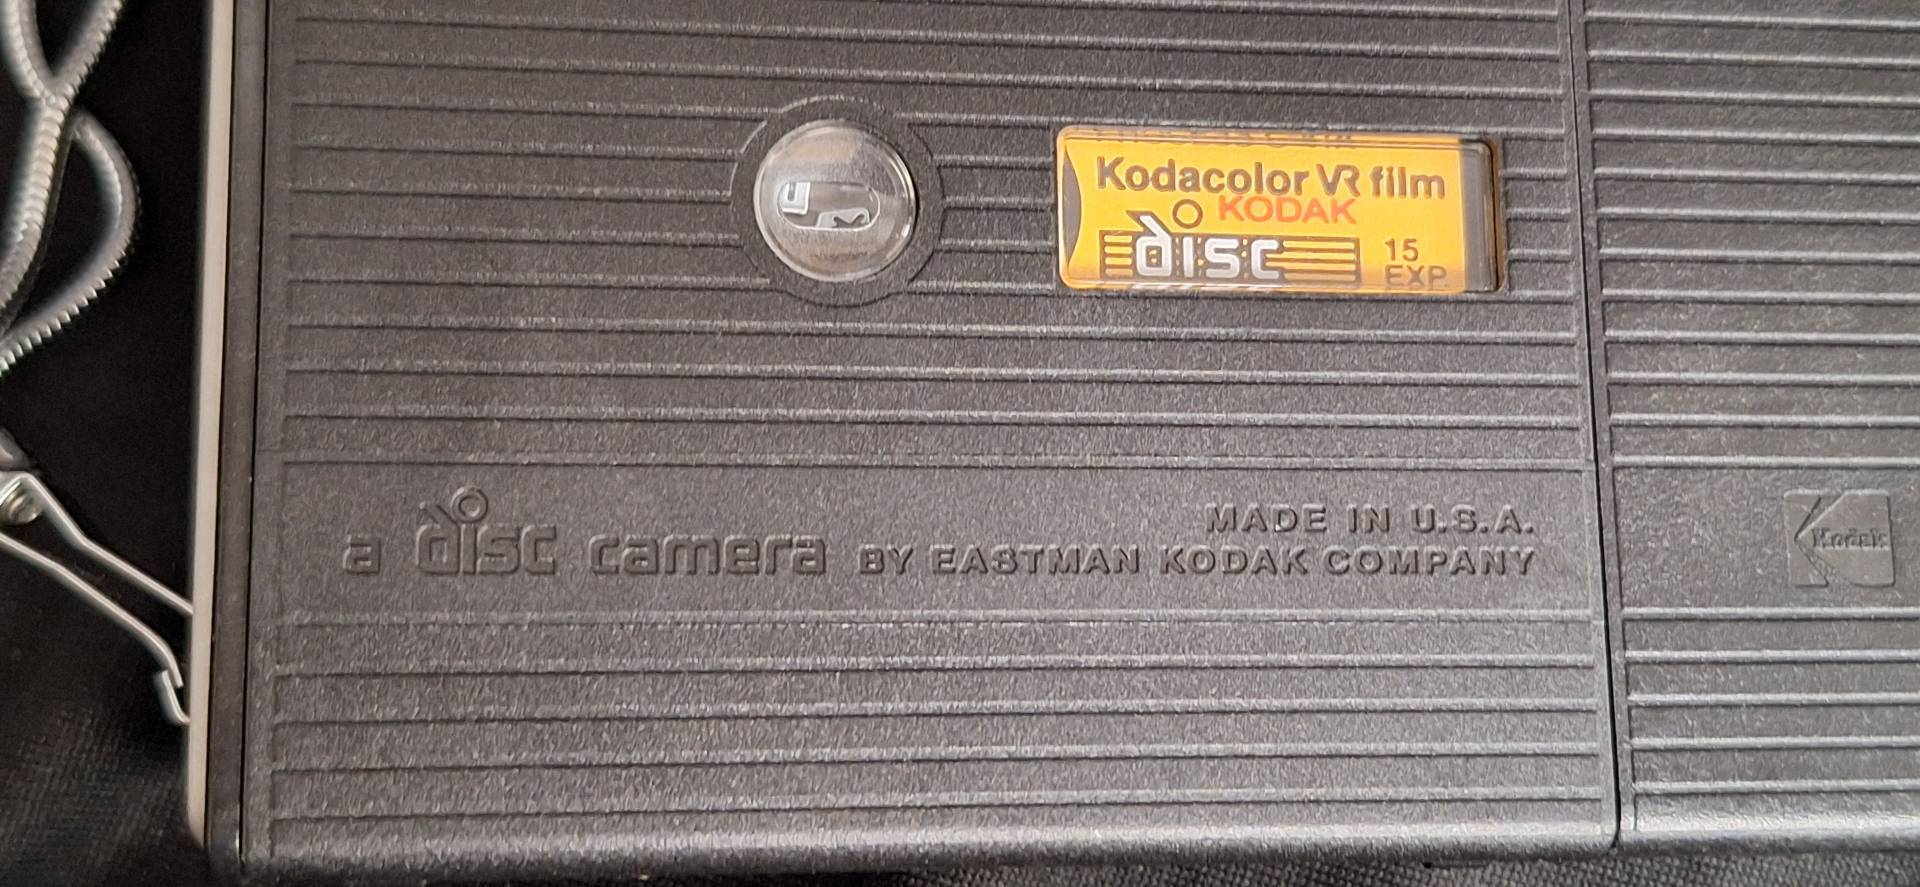 Kodacolor VR film
KODAK
disc
15
EXP.
a disc camera
MADE IN U.S.A.
BY EASTMAN KODAK COMPANY
Kodak